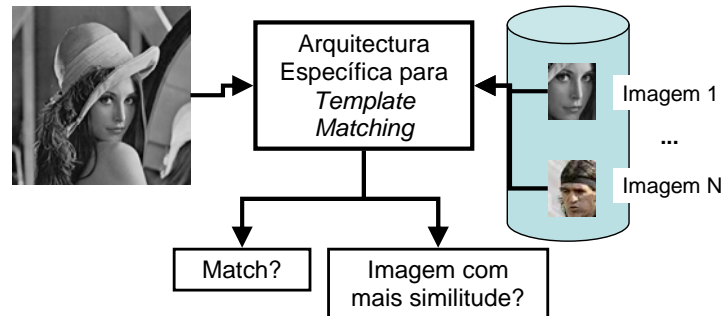 Arquitectura
Específica para
Template
Matching
Imagem 1
...
Imagem N
Match?
Imagem com
mais similitude?